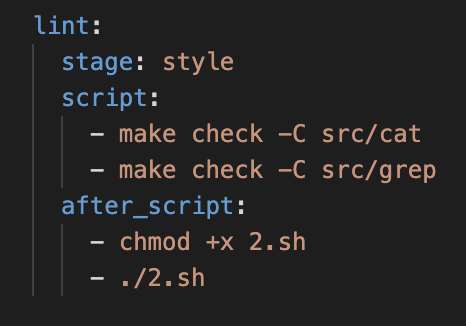 lint:
  stage: style
  script:
    - make check -C src/cat
    - make check -C src/grep
  after_script:
    - chmod +x 2.sh
    - ./2.sh